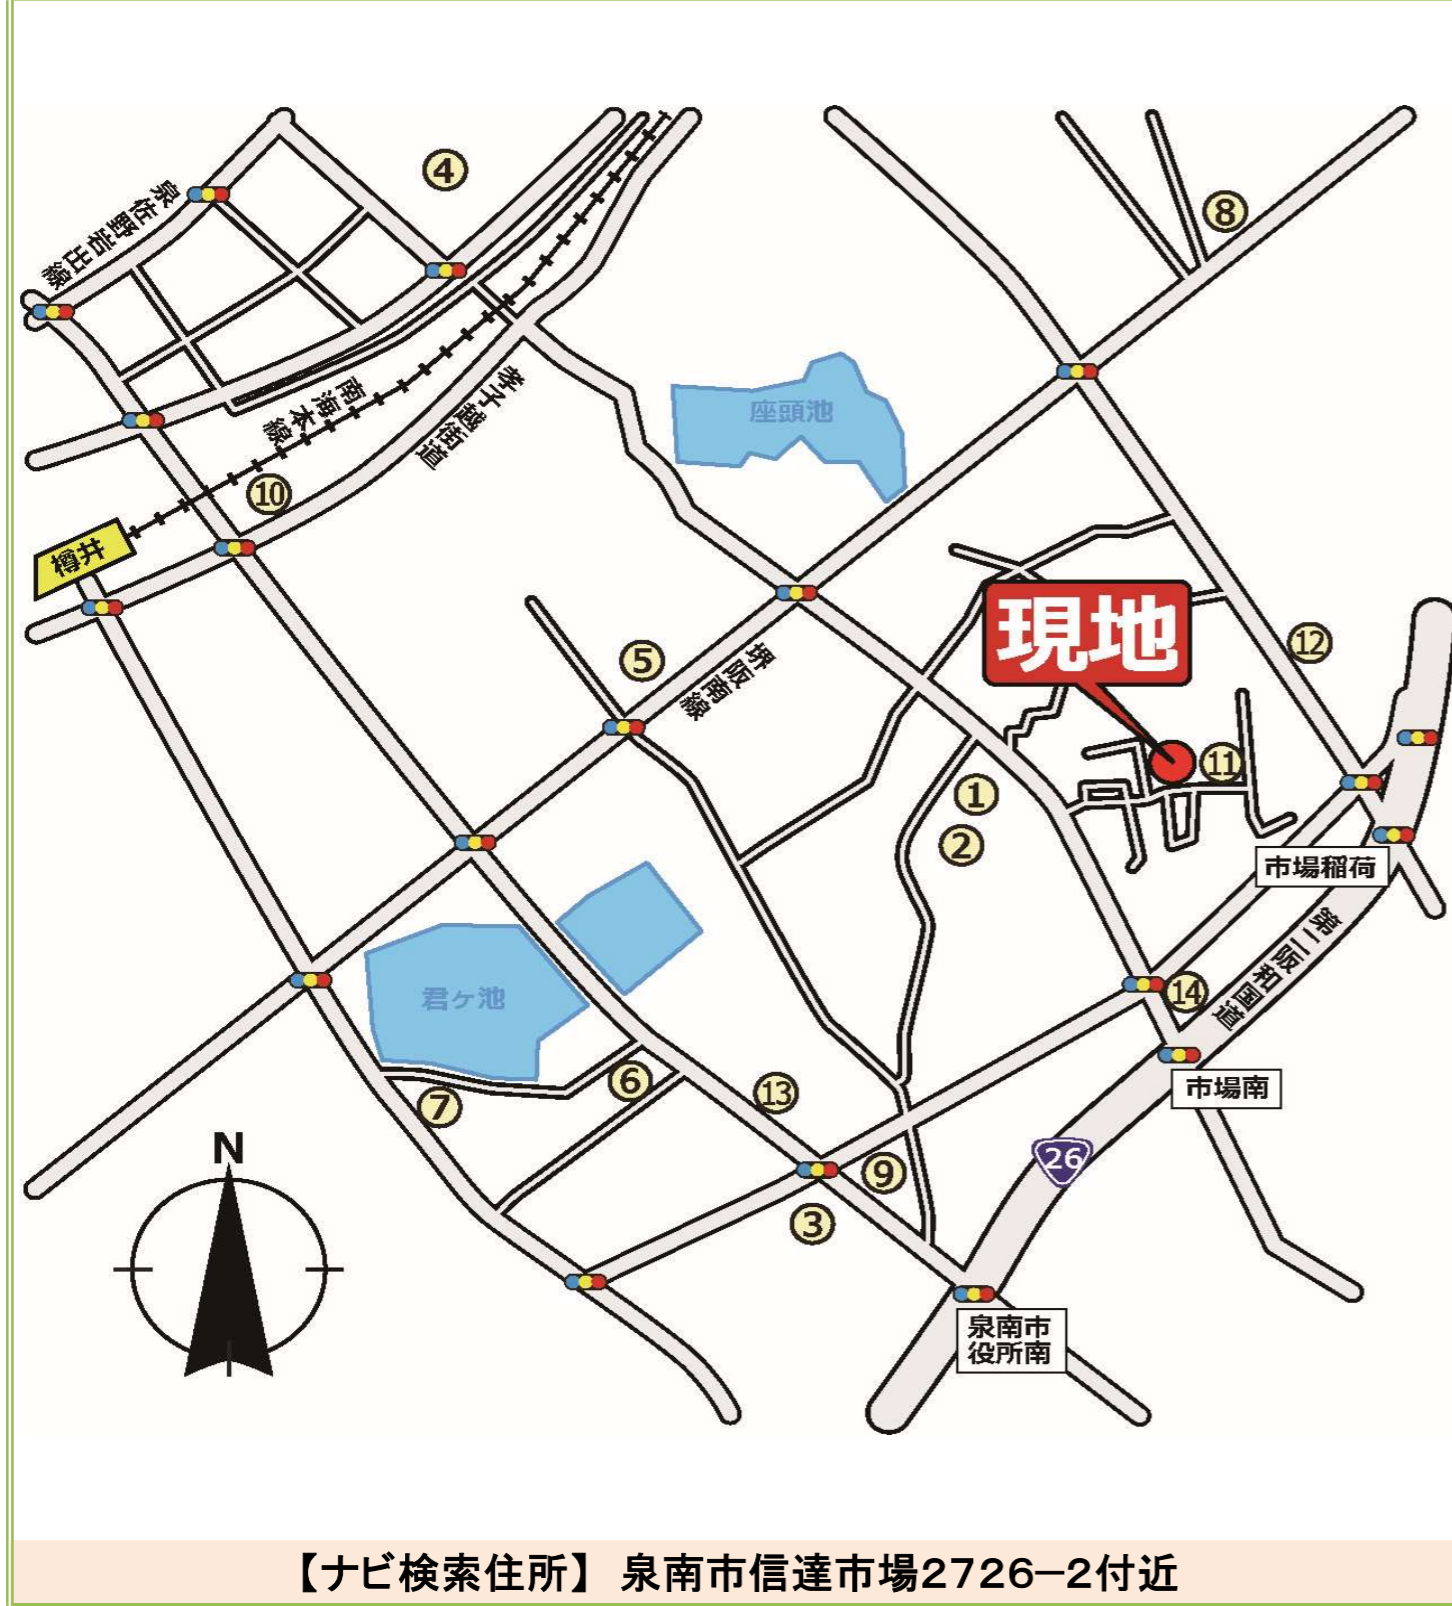 ④
⑧
泉佐野岩出線
座頭池
南海本線
孝子越街道
⑩
樽井
現地
⑫
⑤
堺阪南線
⑪
①
②
市場稲荷
第二阪和国道
君ヶ池
⑭
市場南
⑥
⑦
⑬
26
N
⑨
③
泉南市
役所南
【ナビ検索住所】 泉南市信達市場2726−2付近